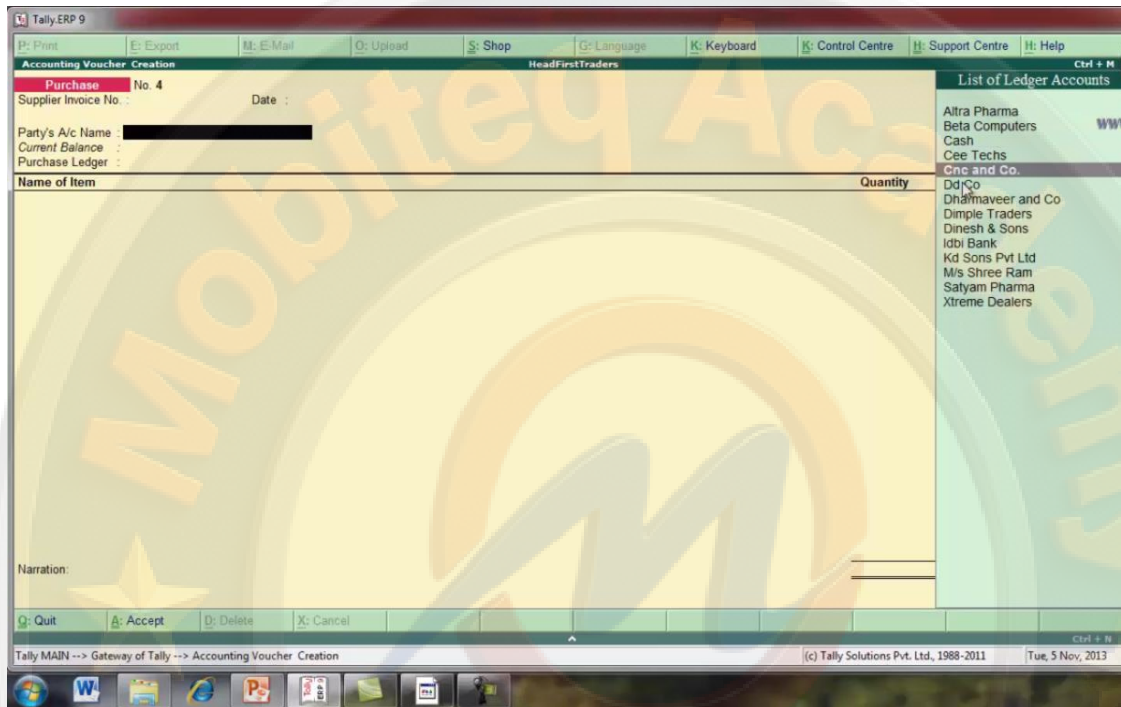 Tally.ERP 9
P: Print E: Export M: E-Mail O: Upload S: Shop G: Language K: Keyboard K: Control Centre H: Support Centre H: Help
Accounting Voucher Creation HeadFirstTraders Ctrl + M
Purchase No. 4
Supplier Invoice No. : Date :
Party's A/c Name :
Current Balance :
Purchase Ledger :
Name of Item Quantity
List of Ledger Accounts
Altra Pharma
Beta Computers
Cash
Cee Techs
Cnc and Co.
Dd Co
Dharmaveer and Co
Dimple Traders
Dinesh & Sons
Idbi Bank
Kd Sons Pvt Ltd
M/s Shree Ram
Satyam Pharma
Xtreme Dealers
WWW
Mobiteq Academy
Narration:
Q: Quit A: Accept D: Delete X: Cancel
Ctrl + N
Tally MAIN --> Gateway of Tally --> Accounting Voucher Creation (c) Tally Solutions Pvt. Ltd., 1988-2011 Tue, 5 Nov, 2013